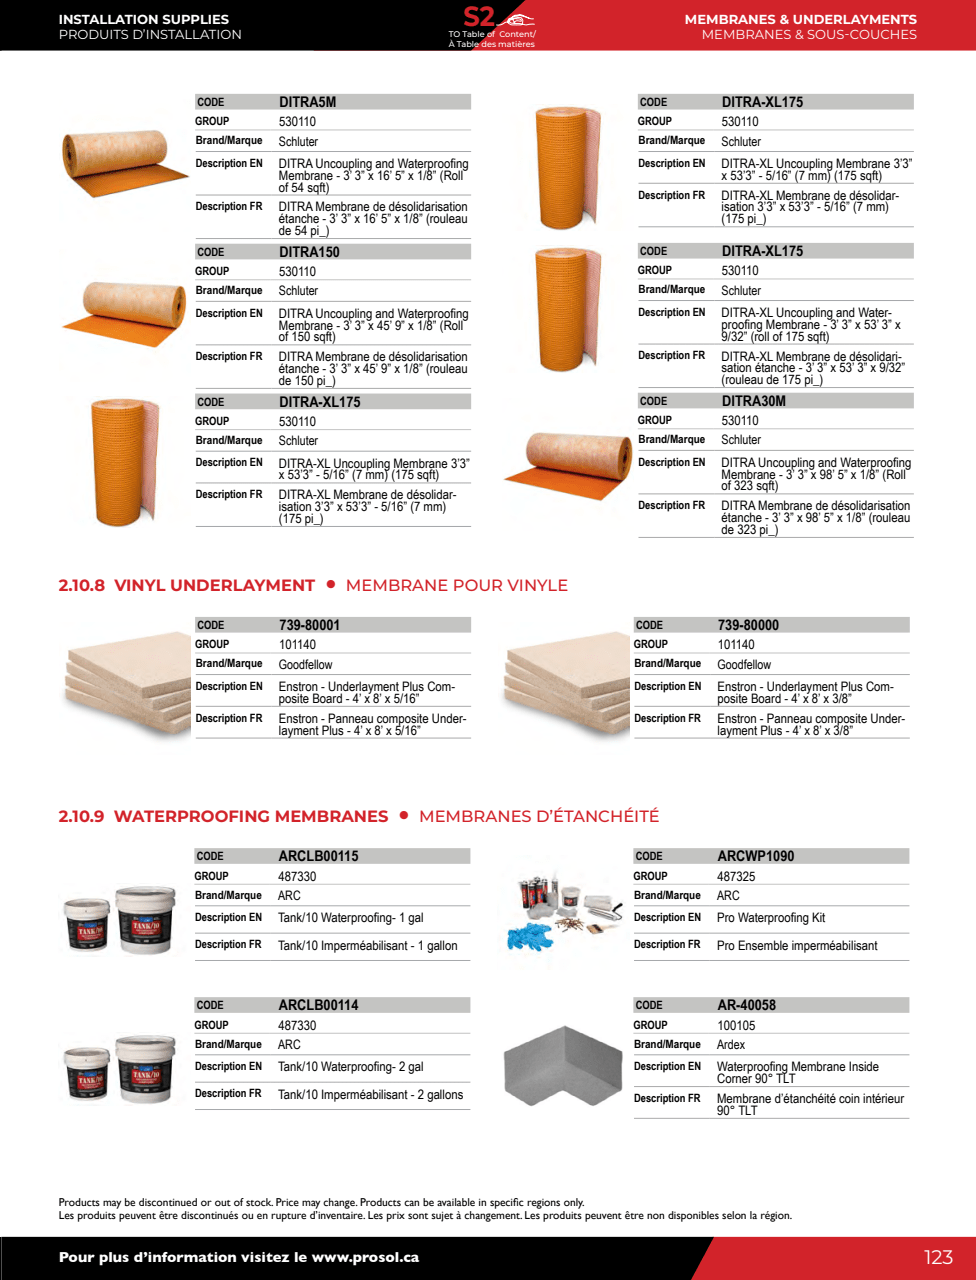 INSTALLATION SUPPLIES
PRODUITS D'INSTALLATION
S2
TO Table of Content/
À Table des matières
MEMBRANES & UNDERLAYMENTS
MEMBRANES & SOUS-COUCHES
CODE DITRA5M
GROUP 530110
Brand/Marque Schluter
Description EN DITRA Uncoupling and Waterproofing
Membrane - 3' 3" x 16' 5" x 1/8" (Roll
of 54 sqft)
Description FR DITRA Membrane de désolidarisation
étanche - 3' 3" x 16' 5" x 1/8" (rouleau
de 54 pi_)
CODE DITRA150
GROUP 530110
Brand/Marque Schluter
Description EN DITRA Uncoupling and Waterproofing
Membrane - 3' 3" x 45' 9" x 1/8" (Roll
of 150 sqft)
Description FR DITRA Membrane de désolidarisation
étanche - 3' 3" x 45' 9" x 1/8" (rouleau
de 150 pi_)
CODE DITRA-XL175
GROUP 530110
Brand/Marque Schluter
Description EN DITRA-XL Uncoupling Membrane 3'3"
x 53'3" - 5/16" (7 mm) (175 sqft)
Description FR DITRA-XL Membrane de désolidar-
isation 3'3" x 53'3" - 5/16" (7 mm)
(175 pi_)
CODE DITRA-XL175
GROUP 530110
Brand/Marque Schluter
Description EN DITRA-XL Uncoupling Membrane 3'3"
x 53'3" - 5/16" (7 mm) (175 sqft)
Description FR DITRA-XL Membrane de désolidar-
isation 3'3" x 53'3" - 5/16" (7 mm)
(175 pi_)
CODE DITRA-XL175
GROUP 530110
Brand/Marque Schluter
Description EN DITRA-XL Uncoupling and Water-
proofing Membrane - 3' 3" x 53' 3" x
9/32" (roll of 175 sqft)
Description FR DITRA-XL Membrane de désolidari-
sation étanche - 3' 3" x 53' 3" x 9/32"
(rouleau de 175 pi_)
CODE DITRA30M
GROUP 530110
Brand/Marque Schluter
Description EN DITRA Uncoupling and Waterproofing
Membrane - 3' 3" x 98' 5" x 1/8" (Roll
of 323 sqft)
Description FR DITRA Membrane de désolidarisation
étanche - 3' 3" x 98' 5" x 1/8" (rouleau
de 323 pi_)
2.10.8 VINYL UNDERLAYMENT • MEMBRANE POUR VINYLE
CODE 739-80001
GROUP 101140
Brand/Marque Goodfellow
Description EN Enstron - Underlayment Plus Com-
posite Board - 4' x 8' x 5/16"
Description FR Enstron - Panneau composite Under-
layment Plus - 4' x 8' x 5/16"
CODE 739-80000
GROUP 101140
Brand/Marque Goodfellow
Description EN Enstron - Underlayment Plus Com-
posite Board - 4' x 8' x 3/8"
Description FR Enstron - Panneau composite Under-
layment Plus - 4' x 8' x 3/8"
2.10.9 WATERPROOFING MEMBRANES • MEMBRANES D'ÉTANCHÉITÉ
TANK/10
TANK/10
CODE ARCLB00115
GROUP 487330
Brand/Marque ARC
Description EN Tank/10 Waterproofing- 1 gal
Description FR Tank/10 Imperméabilisant - 1 gallon
CODE ARCWP1090
GROUP 487325
Brand/Marque ARC
Description EN Pro Waterproofing Kit
Description FR Pro Ensemble imperméabilisant
TANK/10
TANK/10
CODE ARCLB00114
GROUP 487330
Brand/Marque ARC
Description EN Tank/10 Waterproofing- 2 gal
Description FR Tank/10 Imperméabilisant - 2 gallons
CODE AR-40058
GROUP 100105
Brand/Marque Ardex
Description EN Waterproofing Membrane Inside
Corner 90° TLT
Description FR Membrane d'étanchéité coin intérieur
90° TLT
Products may be discontinued or out of stock. Price may change. Products can be available in specific regions only.
Les produits peuvent être discontinués ou en rupture d'inventaire. Les prix sont sujet à changement. Les produits peuvent être non disponibles selon la région.
Pour plus d'information visitez le www.prosol.ca
123